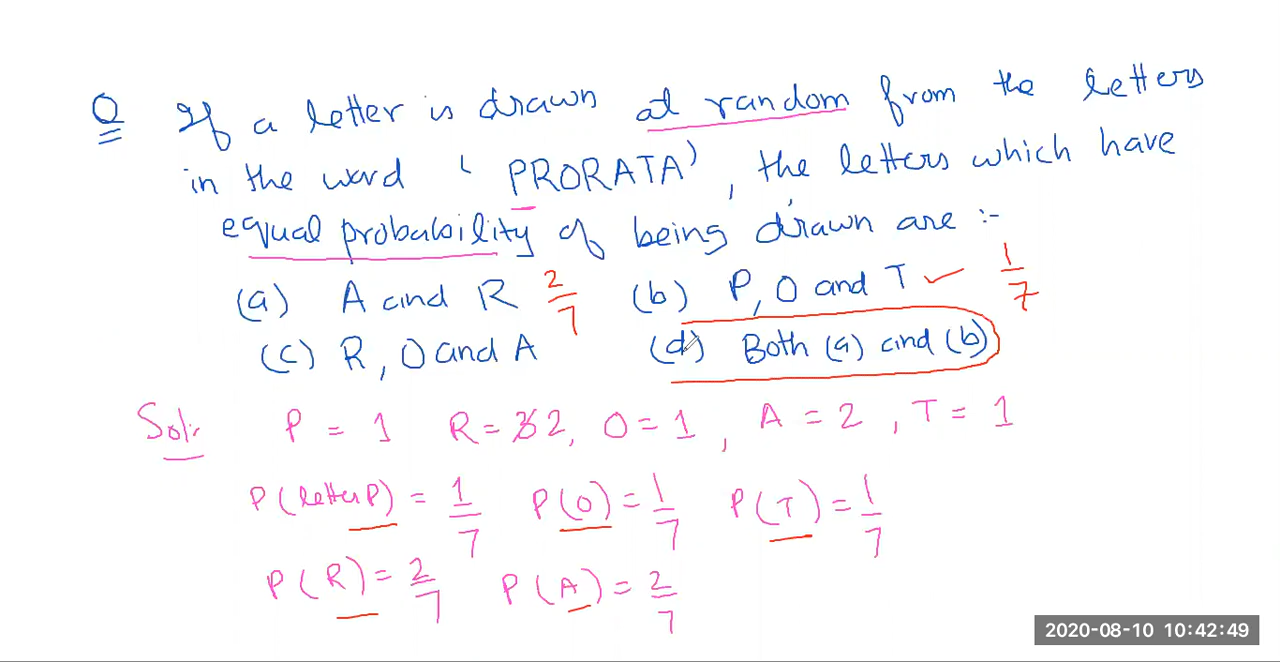 Q If a letter is drawn at random from the letters
in the word 'PRORATA', the letters which have
equal probability of being drawn are :-
(a) A and R 2/7 (b) P, O and T ✓ 1/7
(c) R, O and A (d) Both (a) and (b)
Sol:- P = 1 R = 2, O = 1, A = 2, T = 1
P(letter P) = 1/7 P(O) = 1/7 P(T) = 1/7
P(R) = 2/7 P(A) = 2/7
2020-08-10 10:42:49